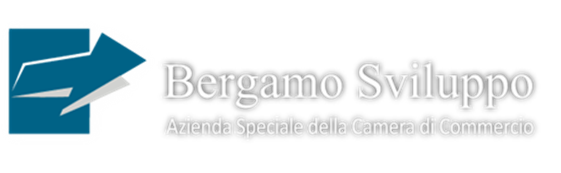 Bergamo Sviluppo
Azienda Speciale della Camera di Commercio